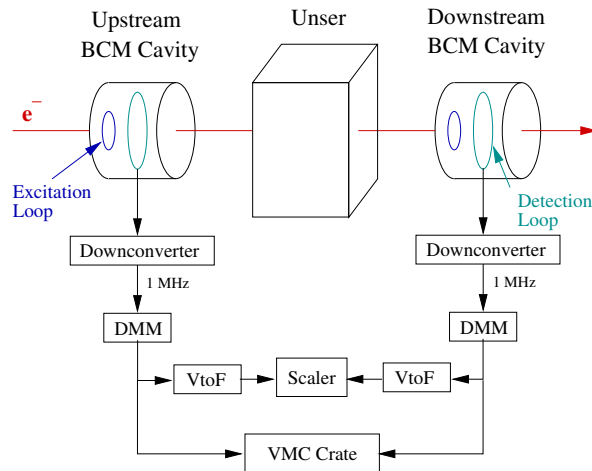 Upstream
BCM Cavity
Unser
Downstream
BCM Cavity
e⁻
Excitation
Loop
Detection
Loop
Downconverter
Downconverter
1 MHz
1 MHz
DMM
DMM
VtoF
Scaler
VtoF
VMC Crate